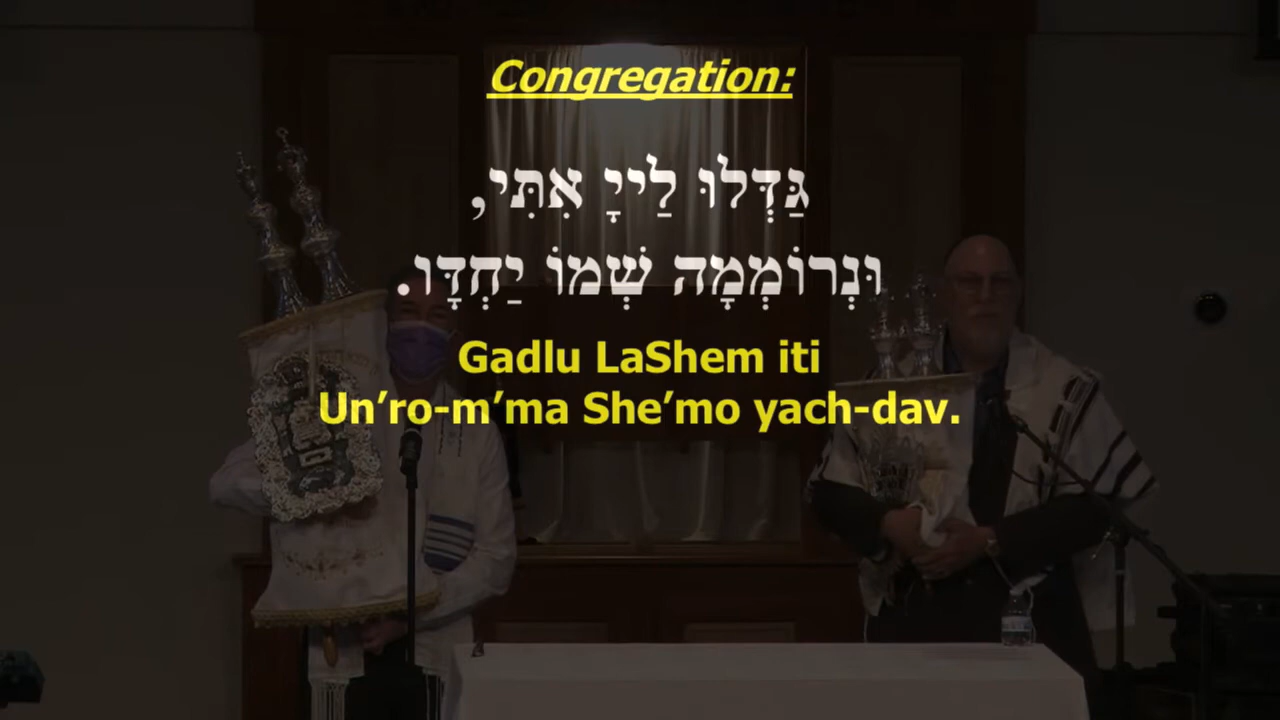 Congregation:
גַּדְּלוּ לַייָ אִתִּי,
וּנְרוֹמְמָה שְׁמוֹ יַחְדָּו.
Gadlu LaShem iti
Un’ro-m’ma She’mo yach-dav.